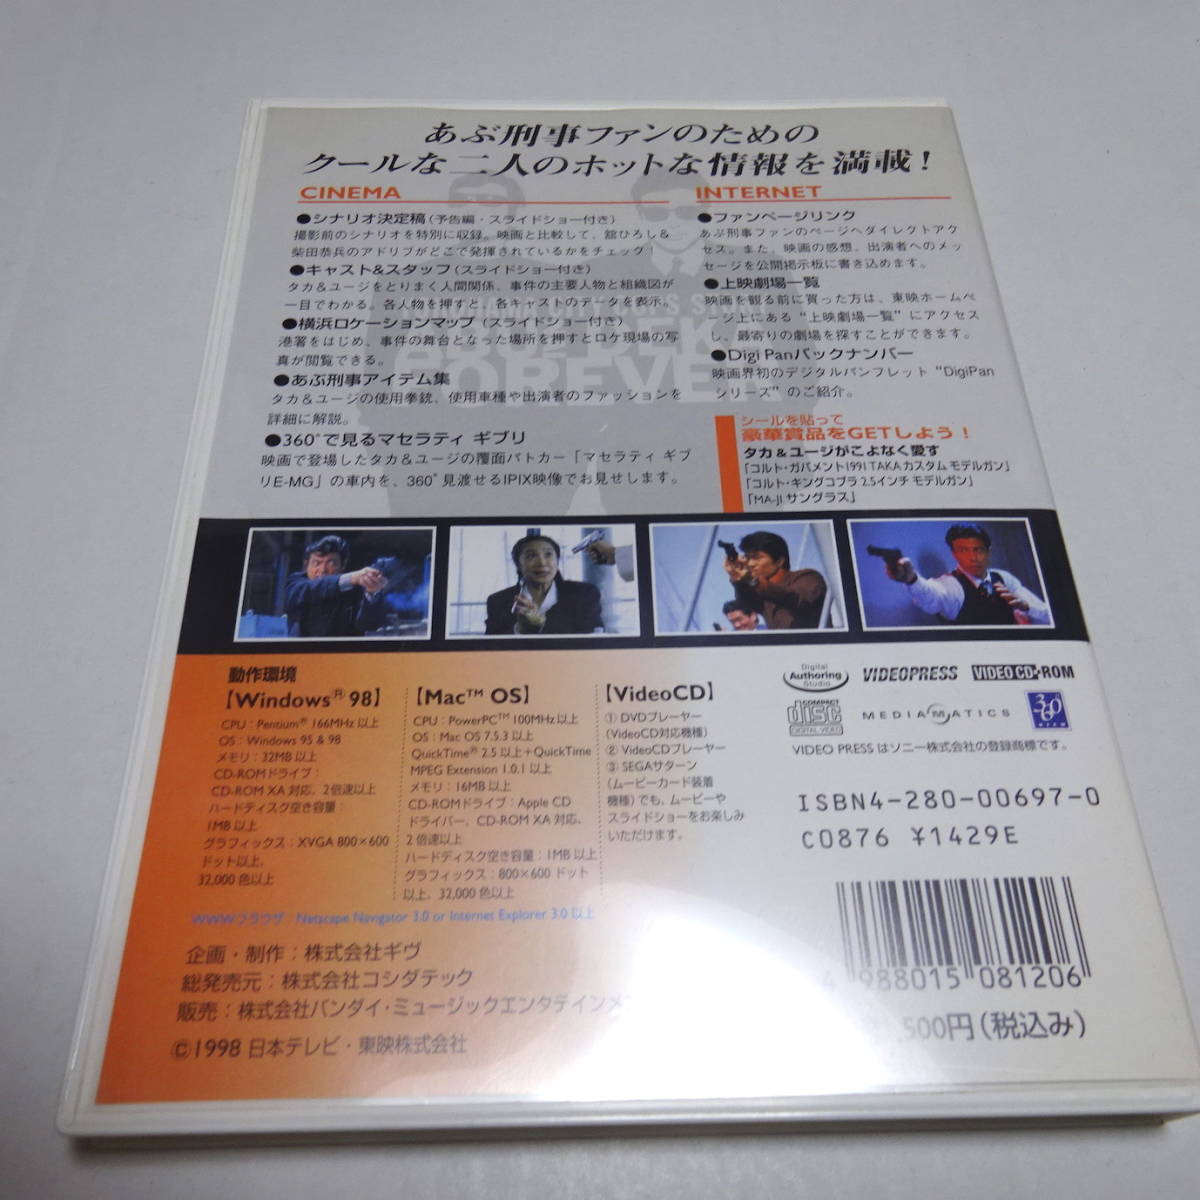 あぶ刑事ファンのための
クールな二人のホットな情報を満載！
CINEMA
●シナリオ決定稿(予告編・スライドショー付き)
撮影前のシナリオを特別に収録。映画と比較して、舘ひろし&
柴田恭兵のアドリブがどこで発揮されているかをチェック！
●キャスト&スタッフ(スライドショー付き)
タカ&ユージをとりまく人間関係、事件の主要人物と組織図が
一目でわかる。各人物を押すと、各キャストのデータを表示。
●横浜ロケーションマップ(スライドショー付き)
港署をはじめ、事件の舞台となった場所を押すとロケ現場の写
真が閲覧できる。
●あぶ刑事アイテム集
タカ&ユージの使用拳銃、使用車種や出演者のファッションを
詳細に解説。
●360°で見るマセラティ ギブリ
映画で登場したタカ&ユージの覆面パトカー「マセラティ ギブ
リE-MG」の車内を、360°見渡せるIPIX映像でお見せします。
INTERNET
●ファンページリンク
あぶ刑事ファンのページへダイレクトアク
セス。また、映画の感想、出演者へのメッ
セージを公開掲示板に書き込めます。
●上映劇場一覧
映画を観る前に買った方は、東映ホームペ
ージ上にある“上映劇場一覧”にアクセス
し、最寄りの劇場を探すことができます。
●Digi Panバックナンバー
映画界初のデジタルパンフレット“DigiPan
シリーズ”のご紹介。
シールを貼って
豪華賞品をGETしよう！
タカ&ユージがこよなく愛す
「コルト・ガバメント1991 TAKA カスタム モデルガン」
「コルト・キングコブラ 2.5インチ モデルガン」
「MA-JI サングラス」
FOREVER
動作環境
【Windows® 98】
CPU：Pentium® 166MHz以上
OS：Windows 95 & 98
メモリ：32MB以上
CD-ROMドライブ：
CD-ROM XA 対応、2倍速以上
ハードディスク空き容量：
1MB以上
グラフィックス：XVGA 800×600
ドット以上、
32,000色以上
【Mac™ OS】
CPU：PowerPC™ 100MHz以上
OS：Mac OS 7.5.3以上
QuickTime® 2.5以上+QuickTime
MPEG Extension 1.0.1 以上
メモリ：16MB以上
CD-ROMドライブ：Apple CD
ドライバー、CD-ROM XA対応、
2倍速以上
ハードディスク空き容量：1MB以上
グラフィックス：800×600 ドット
以上、32,000 色以上
【VideoCD】
① DVDプレーヤー
(VideoCD対応機種)
② VideoCDプレーヤー
③ SEGAサターン
(ムービーカード装着
機種)でも、ムービーや
スライドショーをお楽しみ
いただけます。
WWWブラウザ：Netscape Navigator 3.0 or Internet Explorer 3.0 以上
Digital
Authoring
Studio
VIDEOPRESS
VIDEO CD-ROM
COMPACT
disc
DIGITAL VIDEO
MEDIAMATICS
360
VIDEO PRESS はソニー株式会社の登録商標です。
ISBN4-280-00697-0
C0876 ¥1429E
企画・制作：株式会社ギヴ
総発売元：株式会社コシダテック
販売：株式会社バンダイ・ミュージックエンタテインメン
©1998 日本テレビ・東映株式会社
4 988015 081206
500円(税込み)